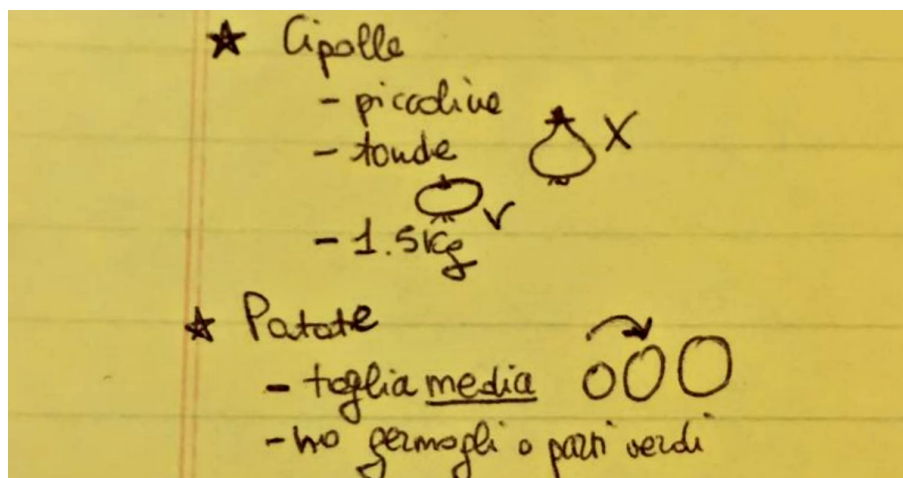 ★ Cipolle
- piccoline
- tonde
- 1.5kg
★ Patate
- taglia media
- no germogli o parti verdi